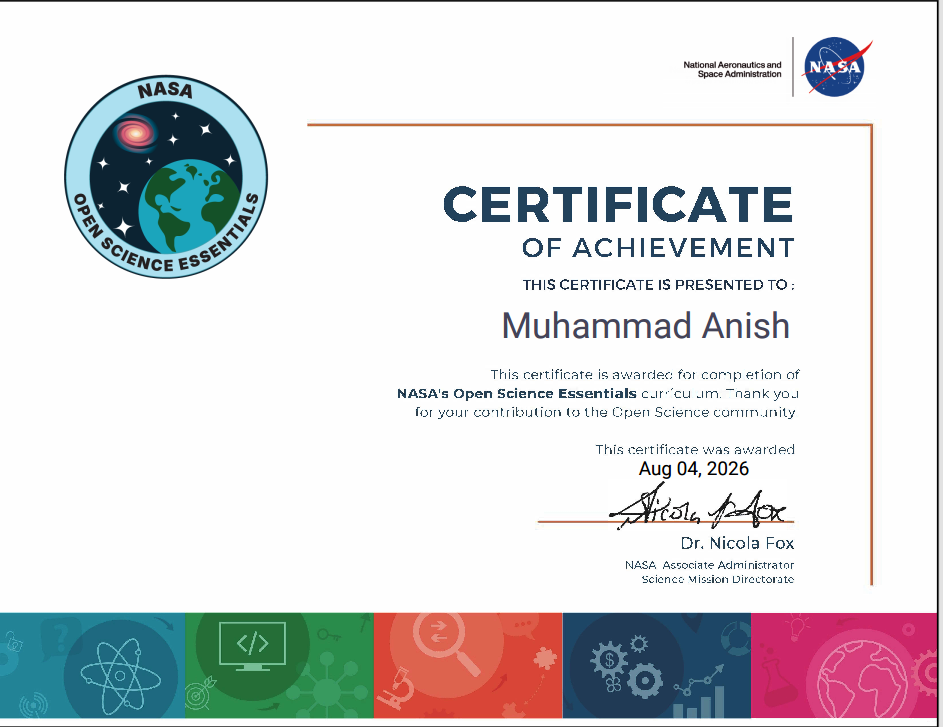 National Aeronautics and
Space Administration
NASA
NASA
OPEN SCIENCE ESSENTIALS
CERTIFICATE
OF ACHIEVEMENT
THIS CERTIFICATE IS PRESENTED TO :
Muhammad Anish
This certificate is awarded for completion of
NASA's Open Science Essentials curriculum. Thank you
for your contribution to the Open Science community
This certificate was awarded
Aug 04, 2026
Nicola Fox
Dr. Nicola Fox
NASA Associate Administrator
Science Mission Directorate